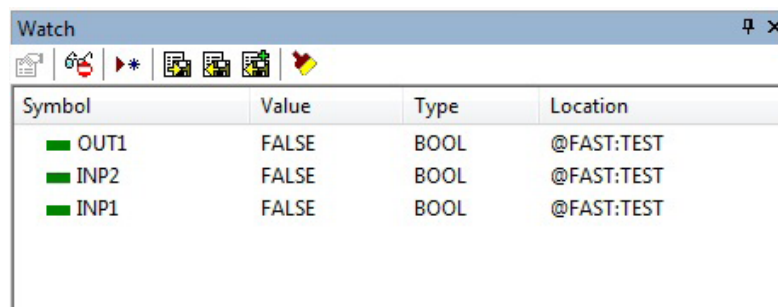 Watch
Symbol Value Type Location
OUT1 FALSE BOOL @FAST:TEST
INP2 FALSE BOOL @FAST:TEST
INP1 FALSE BOOL @FAST:TEST